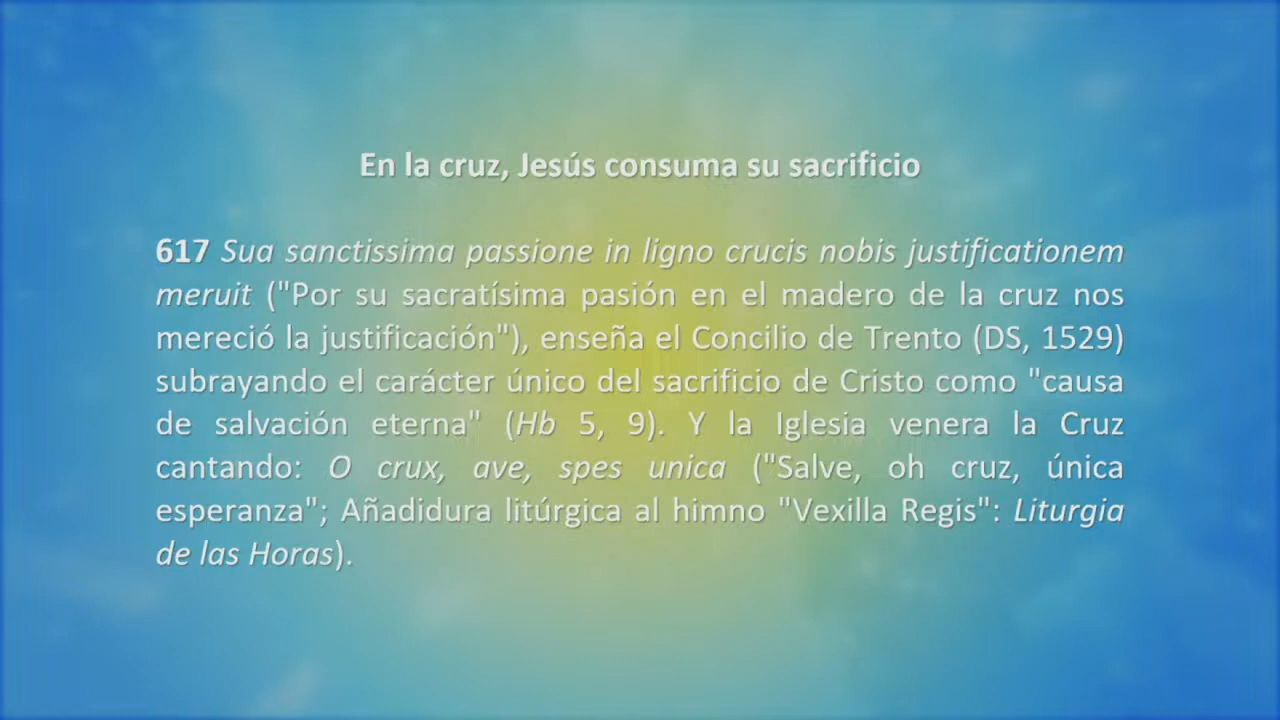 En la cruz, Jesús consuma su sacrificio
617 Sua sanctissima passione in ligno crucis nobis justificationem
meruit ("Por su sacratísima pasión en el madero de la cruz nos
mereció la justificación"), enseña el Concilio de Trento (DS, 1529)
subrayando el carácter único del sacrificio de Cristo como "causa
de salvación eterna" (Hb 5, 9). Y la Iglesia venera la Cruz
cantando: O crux, ave, spes unica ("Salve, oh cruz, única
esperanza"; Añadidura litúrgica al himno "Vexilla Regis": Liturgia
de las Horas).